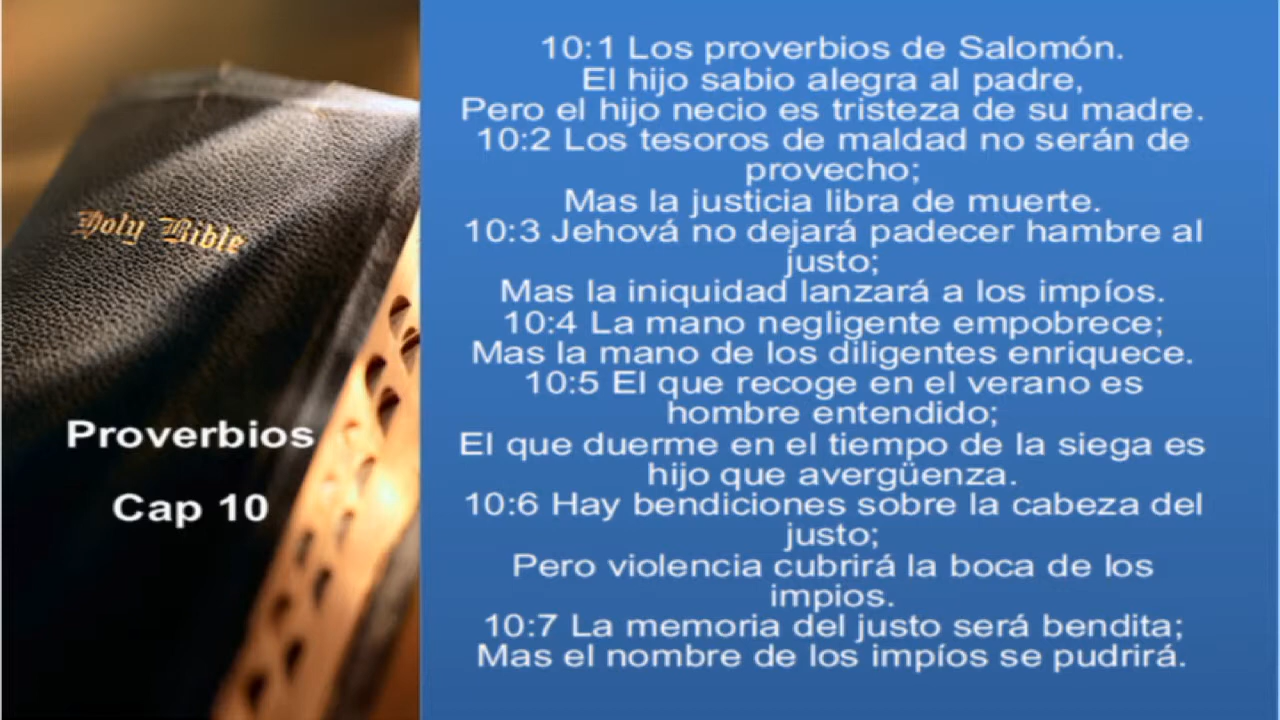 Holy Bible
Proverbios
Cap 10
10:1 Los proverbios de Salomón.
El hijo sabio alegra al padre,
Pero el hijo necio es tristeza de su madre.
10:2 Los tesoros de maldad no serán de
provecho;
Mas la justicia libra de muerte.
10:3 Jehová no dejará padecer hambre al
justo;
Mas la iniquidad lanzará a los impíos.
10:4 La mano negligente empobrece;
Mas la mano de los diligentes enriquece.
10:5 El que recoge en el verano es
hombre entendido;
El que duerme en el tiempo de la siega es
hijo que avergüenza.
10:6 Hay bendiciones sobre la cabeza del
justo;
Pero violencia cubrirá la boca de los
impios.
10:7 La memoria del justo será bendita;
Mas el nombre de los impíos se pudrirá.